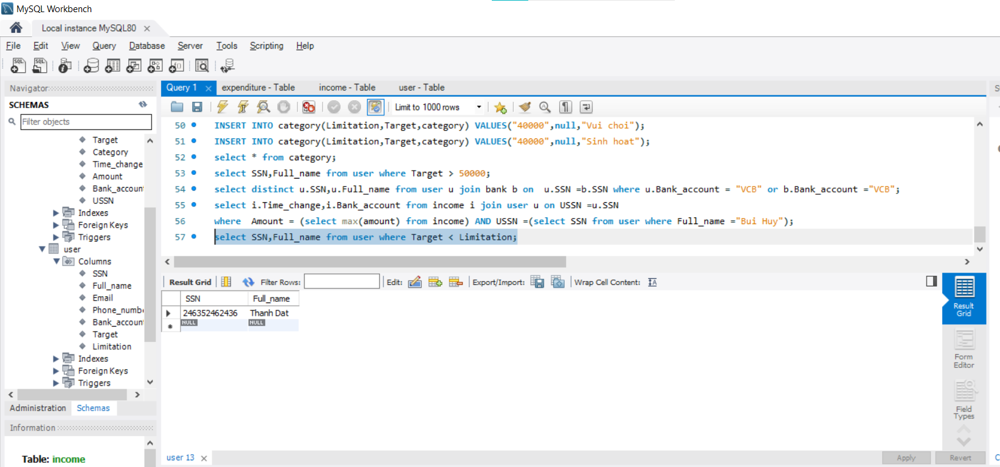 MySQL Workbench
Local instance MySQL80
File Edit View Query Database Server Tools Scripting Help
Navigator
SCHEMAS
Filter objects
Target
Category
Time_change
Amount
Bank_accoun
USSN
Indexes
Foreign Keys
Triggers
user
Columns
SSN
Full_name
Email
Phone_numb
Bank_accoun
Target
Limitation
Indexes
Foreign Keys
Triggers
Administration Schemas
Information
Table: income
Query 1 expenditure - Table income - Table user - Table
Limit to 1000 rows
50 INSERT INTO category(Limitation,Target,category) VALUES("40000",null,"Vui choi");
51 INSERT INTO category(Limitation,Target,category) VALUES("40000",null,"Sinh hoat");
52 select * from category;
53 select SSN,Full_name from user where Target > 50000;
54 select distinct u.SSN,u.Full_name from user u join bank b on  u.SSN =b.SSN where u.Bank_account = "VCB" or b.Bank_account ="VCB";
55 select i.Time_change,i.Bank_account from income i join user u on USSN =u.SSN
56 where  Amount = (select max(amount) from income) AND USSN =(select SSN from user where Full_name ="Bui Huy");
57 select SSN,Full_name from user where Target < Limitation;
Result Grid Filter Rows: Edit: Export/Import: Wrap Cell Content:
SSN Full_name
246352462436 Thanh Dat
NULL NULL
Result
Grid
Form
Editor
Field
Types
user 13
Apply Revert